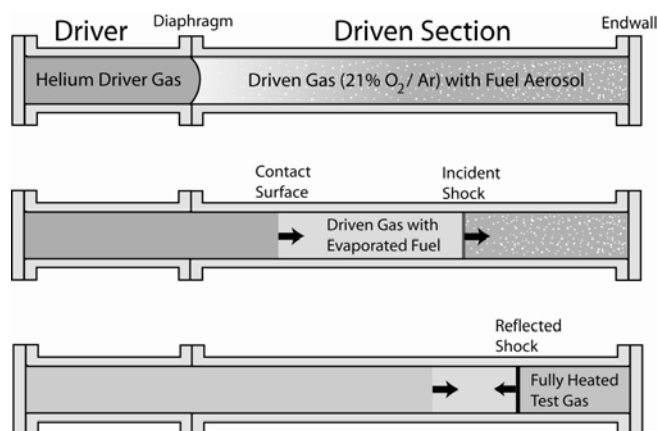 Driver
Diaphragm
Driven Section
Endwall
Helium Driver Gas
Driven Gas (21% O2/ Ar) with Fuel Aerosol
Contact
Surface
Incident
Shock
Driven Gas with
Evaporated Fuel
Reflected
Shock
Fully Heated
Test Gas